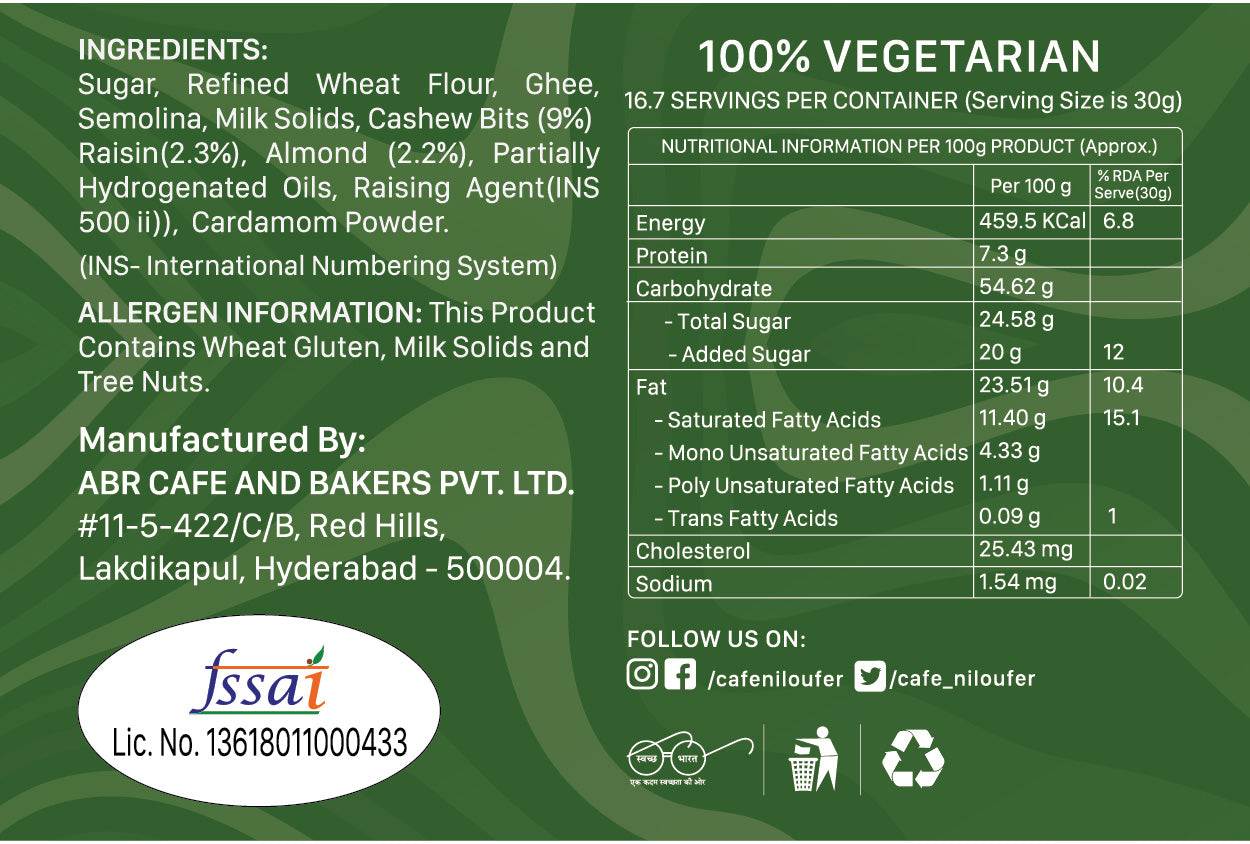 INGREDIENTS:
Sugar, Refined Wheat Flour, Ghee,
Semolina, Milk Solids, Cashew Bits (9%)
Raisin(2.3%), Almond (2.2%), Partially
Hydrogenated Oils, Raising Agent(INS
500 ii)), Cardamom Powder.
(INS- International Numbering System)
ALLERGEN INFORMATION: This Product
Contains Wheat Gluten, Milk Solids and
Tree Nuts.
Manufactured By:
ABR CAFE AND BAKERS PVT. LTD.
#11-5-422/C/B, Red Hills,
Lakdikapul, Hyderabad - 500004.
fssai
Lic. No. 13618011000433
100% VEGETARIAN
16.7 SERVINGS PER CONTAINER (Serving Size is 30g)
NUTRITIONAL INFORMATION PER 100g PRODUCT (Approx.)
Per 100 g % RDA Per Serve(30g)
Energy 459.5 KCal 6.8
Protein 7.3 g
Carbohydrate 54.62 g
- Total Sugar 24.58 g
- Added Sugar 20 g 12
Fat 23.51 g 10.4
- Saturated Fatty Acids 11.40 g 15.1
- Mono Unsaturated Fatty Acids 4.33 g
- Poly Unsaturated Fatty Acids 1.11 g
- Trans Fatty Acids 0.09 g 1
Cholesterol 25.43 mg
Sodium 1.54 mg 0.02
FOLLOW US ON:
/cafeniloufer /cafe_niloufer
स्वच्छ भारत
एक कदम स्वच्छता की ओर